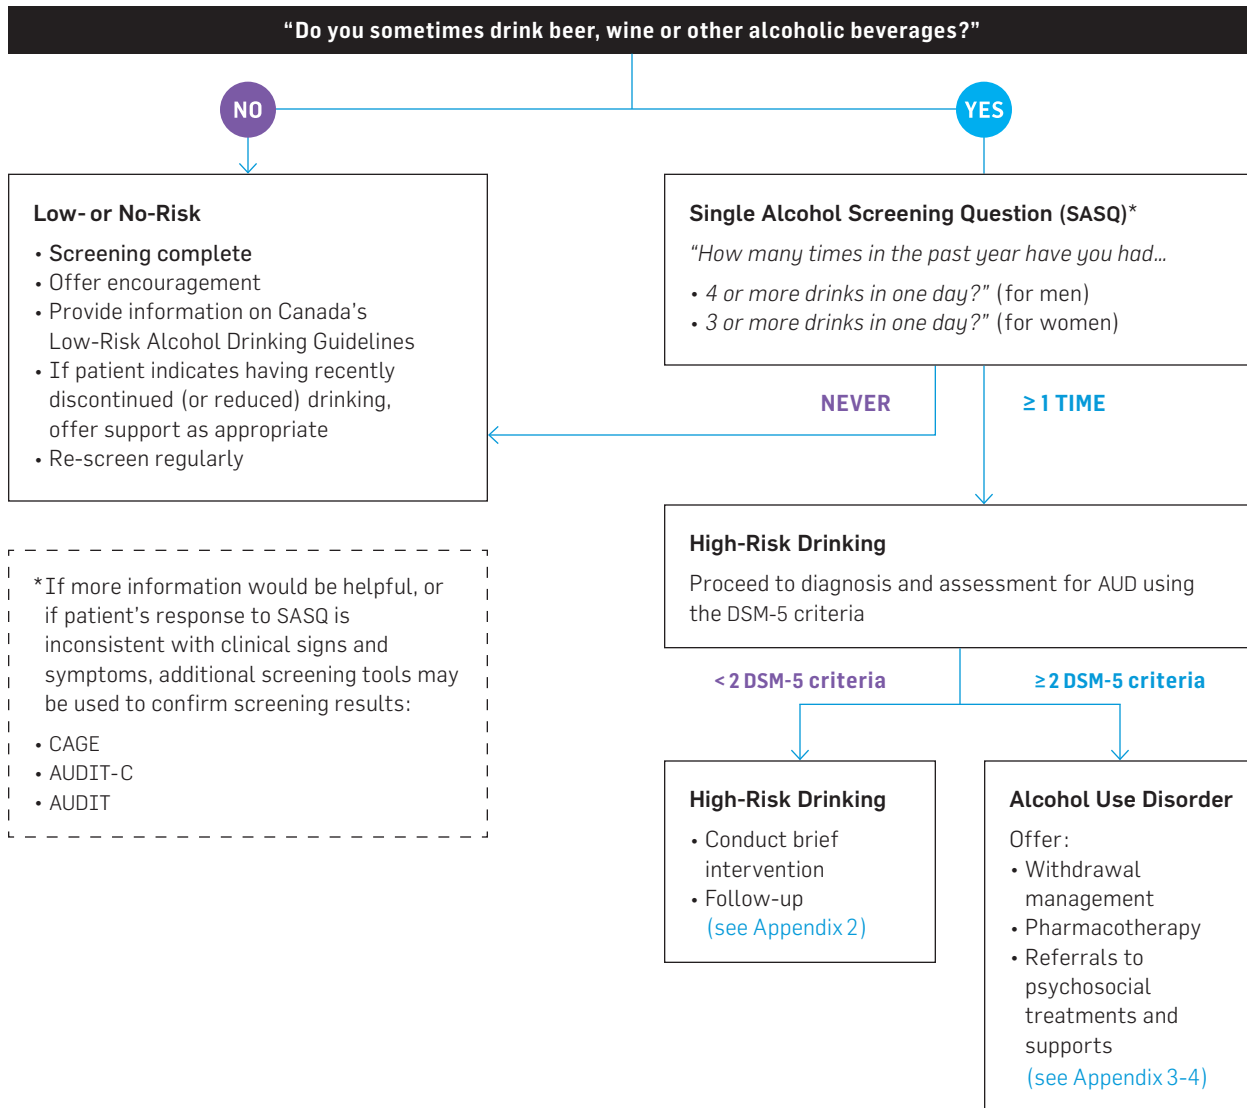 “Do you sometimes drink beer, wine or other alcoholic beverages?”
NO
YES
Low- or No-Risk
• Screening complete
• Offer encouragement
• Provide information on Canada’s
Low-Risk Alcohol Drinking Guidelines
• If patient indicates having recently
discontinued (or reduced) drinking,
offer support as appropriate
• Re-screen regularly
Single Alcohol Screening Question (SASQ)*
“How many times in the past year have you had...
• 4 or more drinks in one day?” (for men)
• 3 or more drinks in one day?” (for women)
NEVER
≥ 1 TIME
High-Risk Drinking
Proceed to diagnosis and assessment for AUD using
the DSM-5 criteria
< 2 DSM-5 criteria
≥ 2 DSM-5 criteria
*If more information would be helpful, or
if patient’s response to SASQ is
inconsistent with clinical signs and
symptoms, additional screening tools may
be used to confirm screening results:
• CAGE
• AUDIT-C
• AUDIT
High-Risk Drinking
• Conduct brief
intervention
• Follow-up
(see Appendix 2)
Alcohol Use Disorder
Offer:
• Withdrawal
management
• Pharmacotherapy
• Referrals to
psychosocial
treatments and
supports
(see Appendix 3-4)